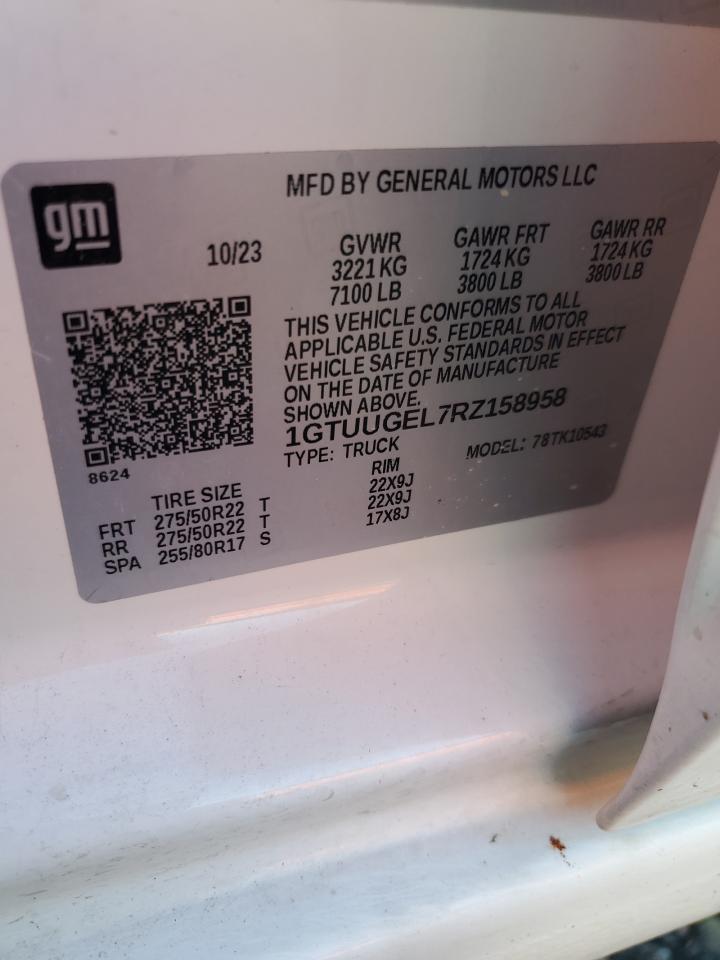 gm
MFD BY GENERAL MOTORS LLC
10/23
GVWR
3221 KG
7100 LB
GAWR FRT
1724 KG
3800 LB
GAWR RR
1724 KG
3800 LB
THIS VEHICLE CONFORMS TO ALL
APPLICABLE U.S. FEDERAL MOTOR
VEHICLE SAFETY STANDARDS IN EFFECT
ON THE DATE OF MANUFACTURE
SHOWN ABOVE.
1GTUUGEL7RZ158958
TYPE: TRUCK
MODEL: 78TK10543
8624
TIRE SIZE RIM
FRT 275/50R22 T 22X9J
RR 275/50R22 T 22X9J
SPA 255/80R17 S 17X8J